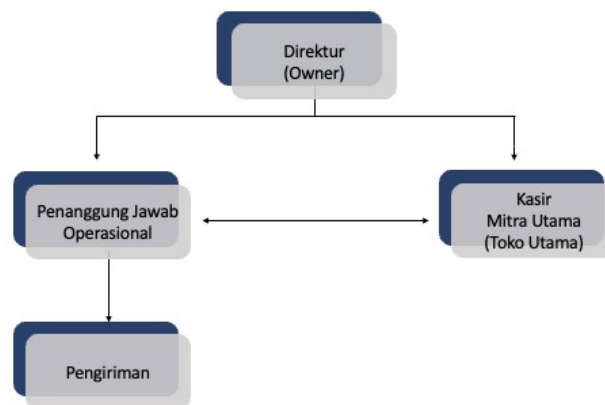 Direktur
(Owner)
Penanggung Jawab
Operasional
Kasir
Mitra Utama
(Toko Utama)
Pengiriman